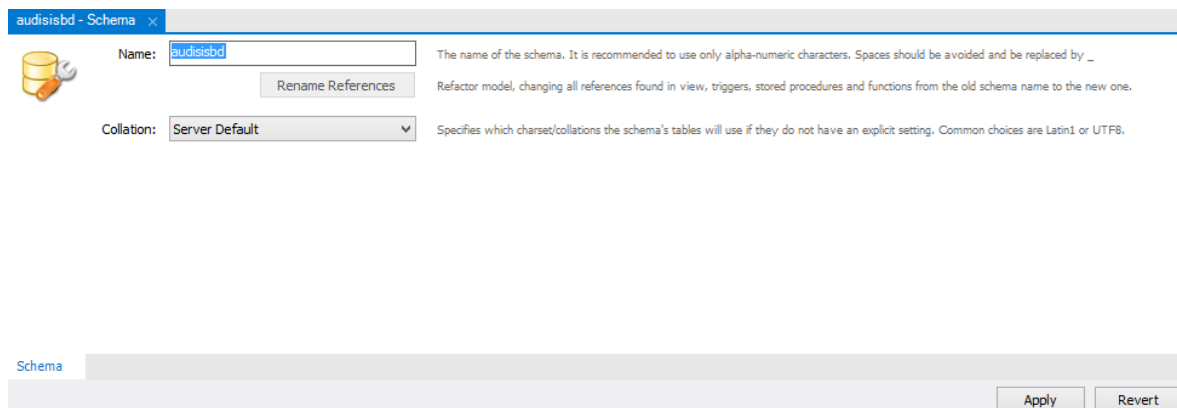 audisisbd - Schema ×
Name: audisisbd The name of the schema. It is recommended to use only alpha-numeric characters. Spaces should be avoided and be replaced by _
Rename References Refactor model, changing all references found in view, triggers, stored procedures and functions from the old schema name to the new one.
Collation: Server Default Specifies which charset/collations the schema's tables will use if they do not have an explicit setting. Common choices are Latin1 or UTF8.
Schema
Apply Revert